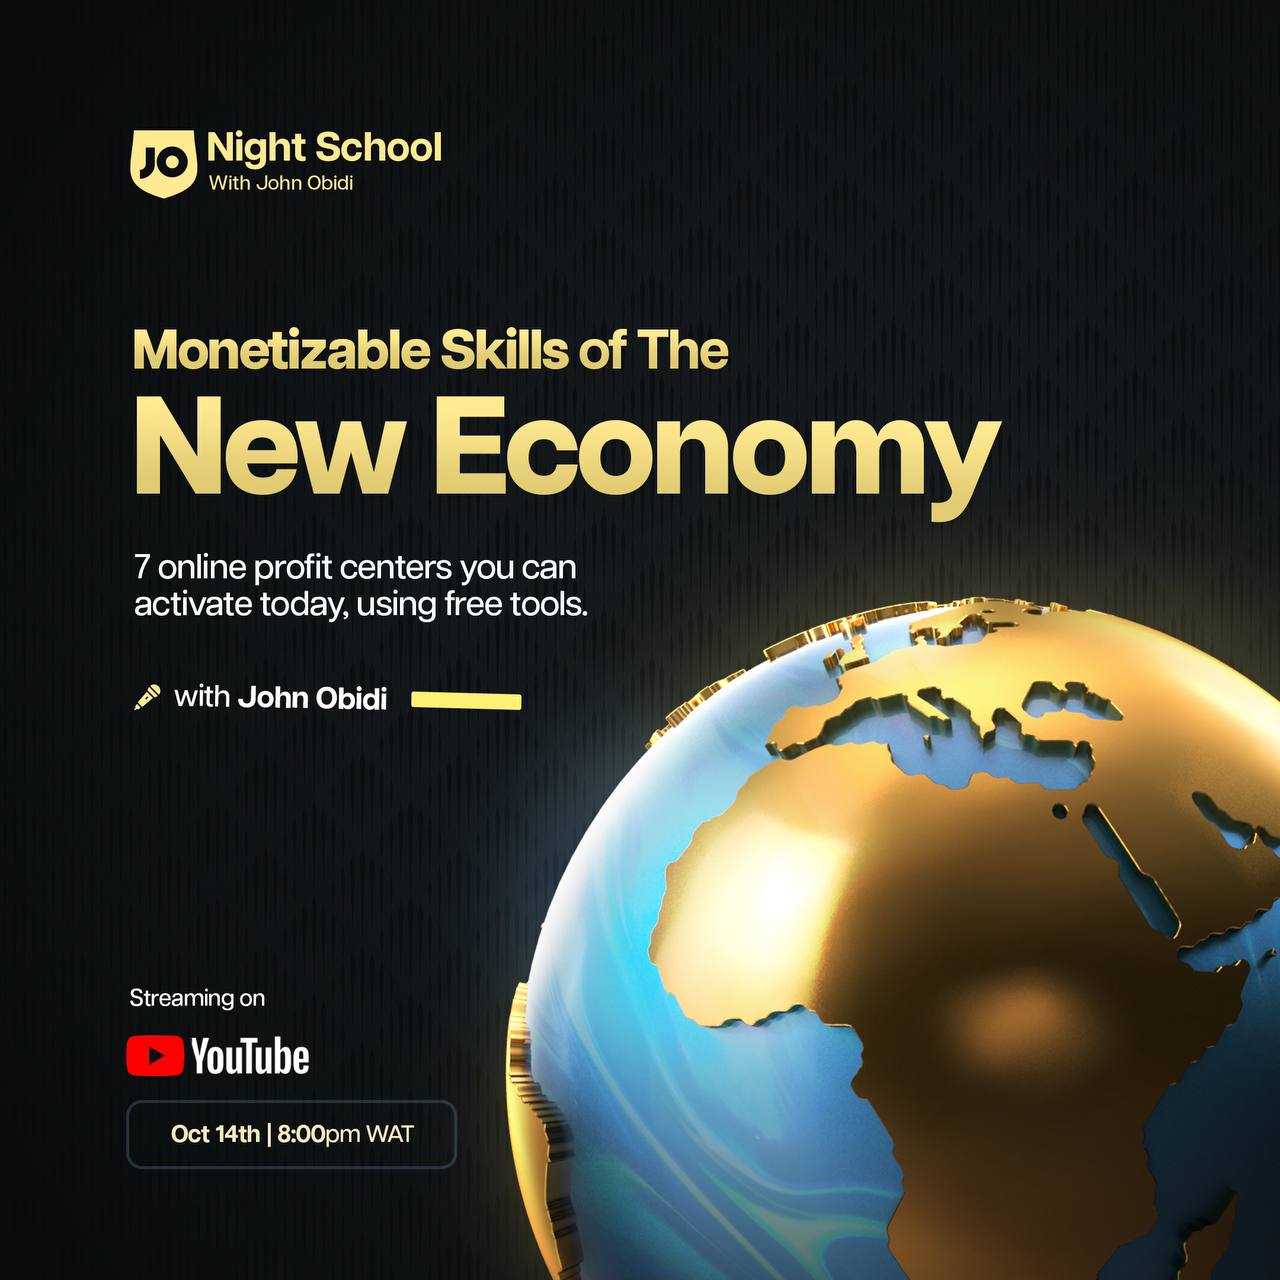 JO
Night School
With John Obidi
Monetizable Skills of The
New Economy
7 online profit centers you can
activate today, using free tools.
with John Obidi
Streaming on
YouTube
Oct 14th | 8:00pm WAT